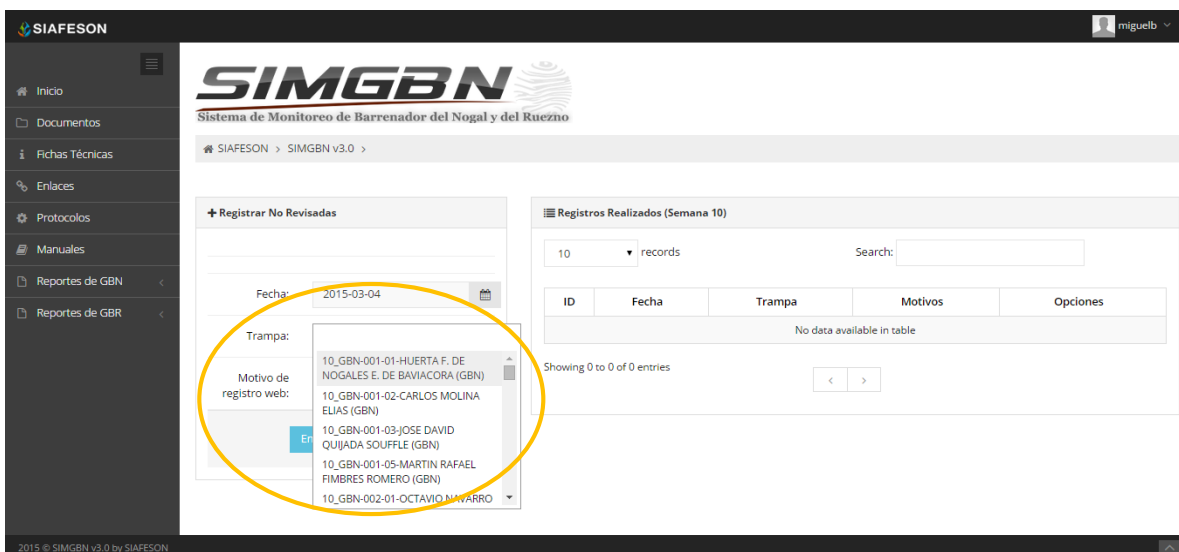 SIAFESON
miguelb
Inicio
Documentos
Fichas Técnicas
Enlaces
Protocolos
Manuales
Reportes de GBN
Reportes de GBR
SIMGBN
Sistema de Monitoreo de Barrenador del Nogal y del Ruezno
SIAFESON > SIMGBN v3.0 >
Registrar No Revisadas
Fecha: 2015-03-04
Trampa:
10_GBN-001-01-HUERTA F. DE
NOGALES E. DE BAVIACORA (GBN)
10_GBN-001-02-CARLOS MOLINA
ELIAS (GBN)
10_GBN-001-03-JOSE DAVID
QUIJADA SOUFFLE (GBN)
10_GBN-001-05-MARTIN RAFAEL
FIMBRES ROMERO (GBN)
10_GBN-002-01-OCTAVIO NAVARRO
Motivo de
registro web:
Registros Realizados (Semana 10)
10 records
Search:
ID Fecha Trampa Motivos Opciones
No data available in table
Showing 0 to 0 of 0 entries
2015 © SIMGBN v3.0 by SIAFESON